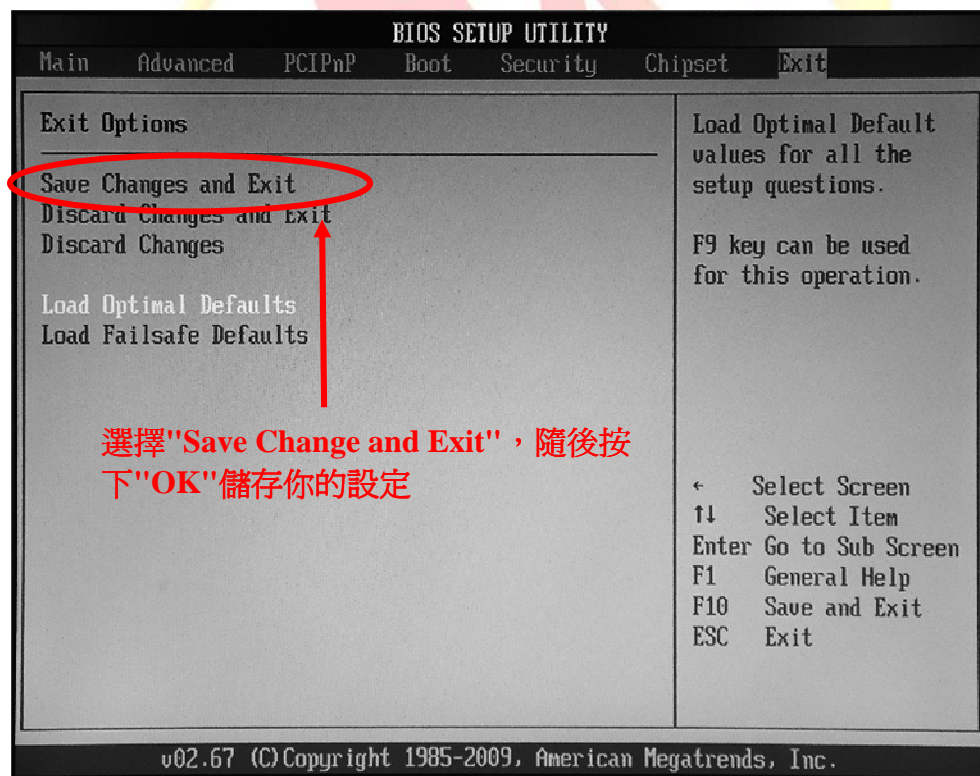 BIOS SETUP UTILITY
Main Advanced PCIPnP Boot Security Chipset Exit
Exit Options
Save Changes and Exit
Discard Changes and Exit
Discard Changes
Load Optimal Defaults
Load Failsafe Defaults
選擇"Save Change and Exit"，隨後按
下"OK"儲存你的設定
Load Optimal Default
values for all the
setup questions.
F9 key can be used
for this operation.
← Select Screen
↑↓ Select Item
Enter Go to Sub Screen
F1 General Help
F10 Save and Exit
ESC Exit
v02.67 (C)Copyright 1985-2009, American Megatrends, Inc.